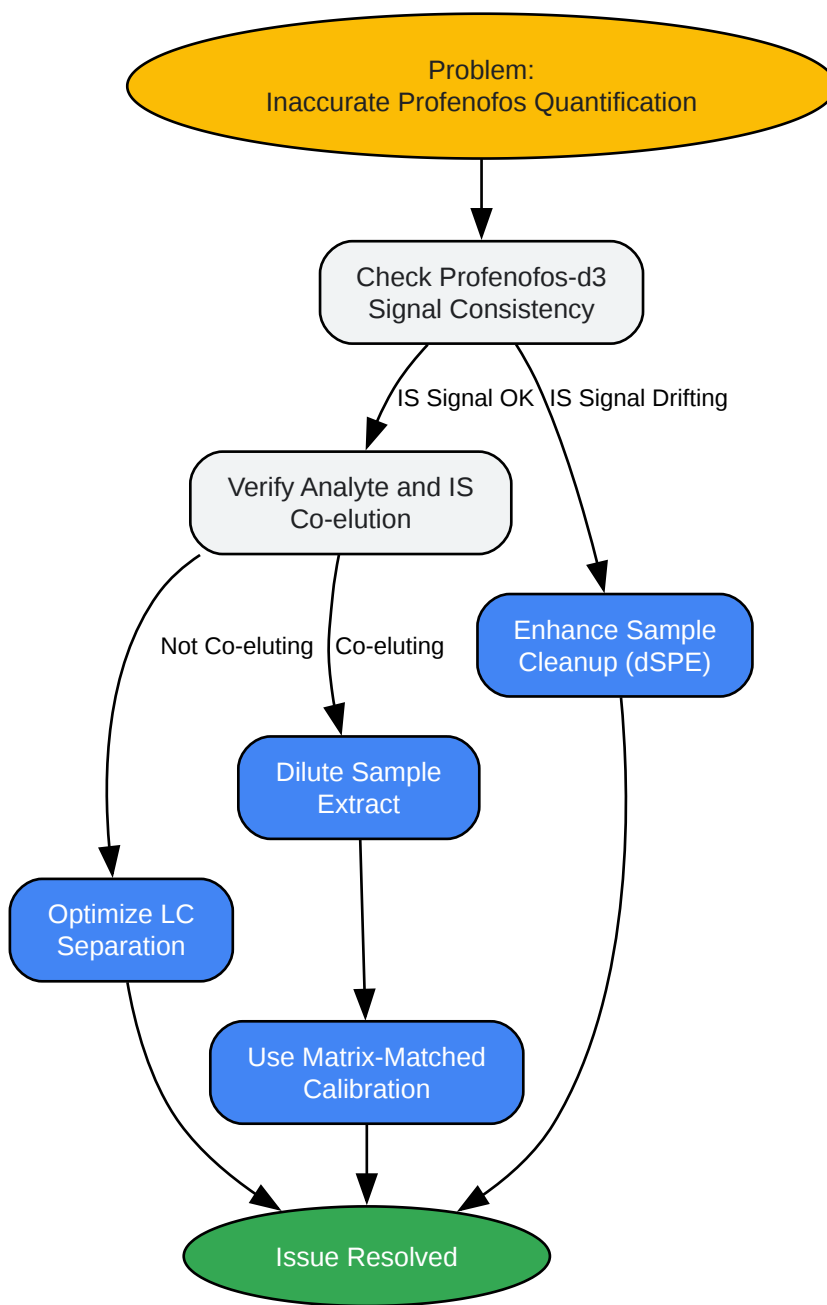 Problem:
Inaccurate Profenofos Quantification
Check Profenofos-d3
Signal Consistency
IS Signal OK
IS Signal Drifting
Verify Analyte and IS
Co-elution
Enhance Sample
Cleanup (dSPE)
Not Co-eluting
Co-eluting
Dilute Sample
Extract
Optimize LC
Separation
Use Matrix-Matched
Calibration
Issue Resolved